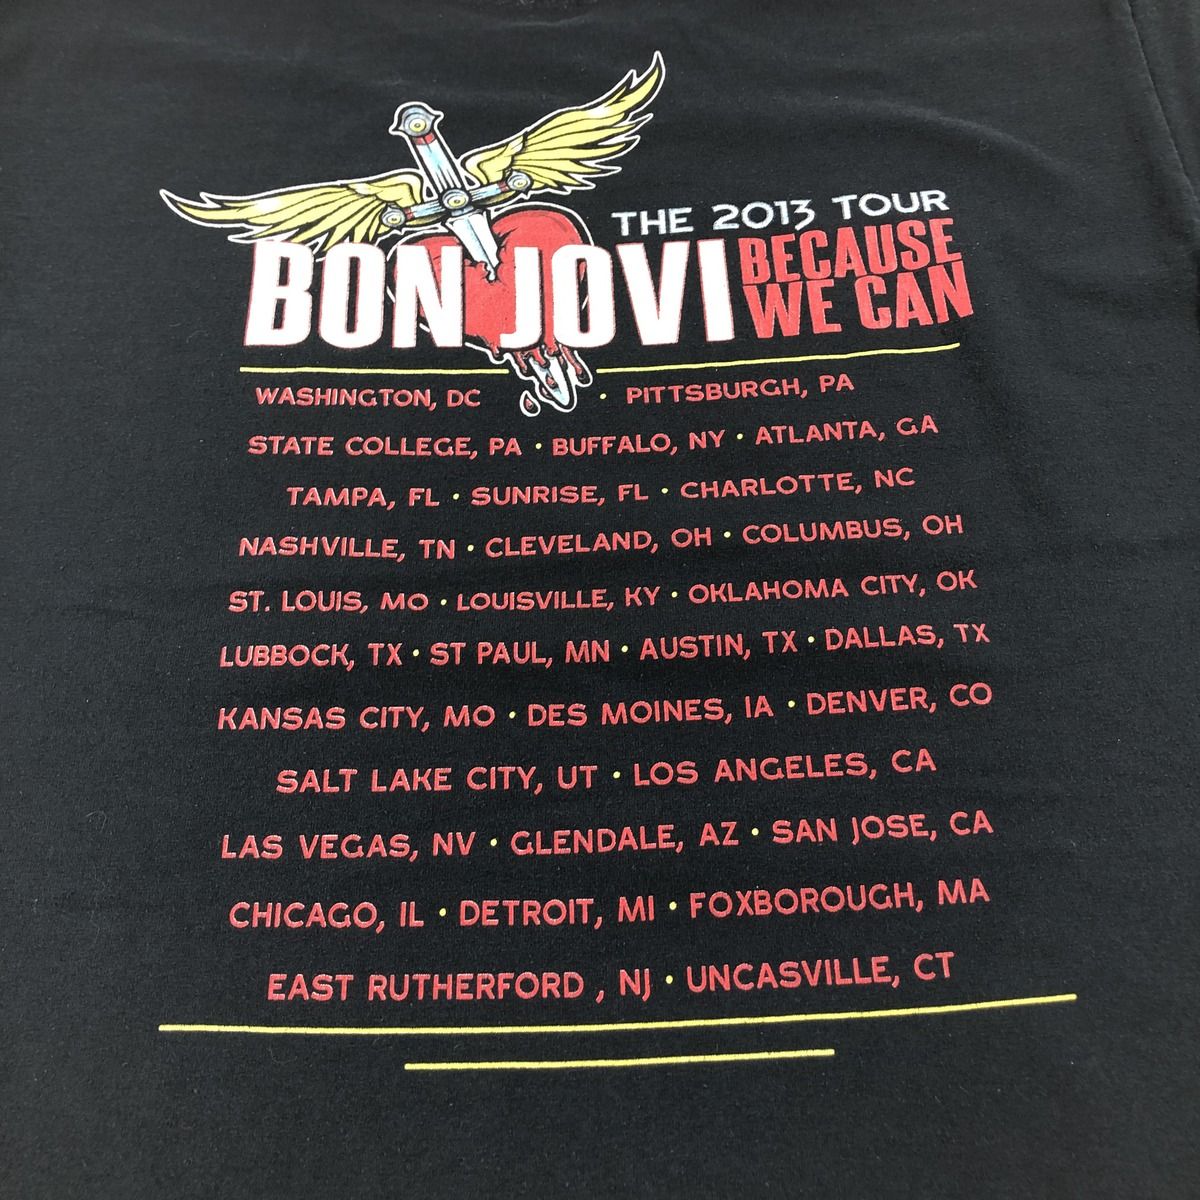 THE 2013 TOUR
BON JOVI BECAUSE
WE CAN
WASHINGTON, DC · PITTSBURGH, PA
STATE COLLEGE, PA · BUFFALO, NY · ATLANTA, GA
TAMPA, FL · SUNRISE, FL · CHARLOTTE, NC
NASHVILLE, TN · CLEVELAND, OH · COLUMBUS, OH
ST. LOUIS, MO · LOUISVILLE, KY · OKLAHOMA CITY, OK
LUBBOCK, TX · ST PAUL, MN · AUSTIN, TX · DALLAS, TX
KANSAS CITY, MO · DES MOINES, IA · DENVER, CO
SALT LAKE CITY, UT · LOS ANGELES, CA
LAS VEGAS, NV · GLENDALE, AZ · SAN JOSE, CA
CHICAGO, IL · DETROIT, MI · FOXBOROUGH, MA
EAST RUTHERFORD , NJ · UNCASVILLE, CT